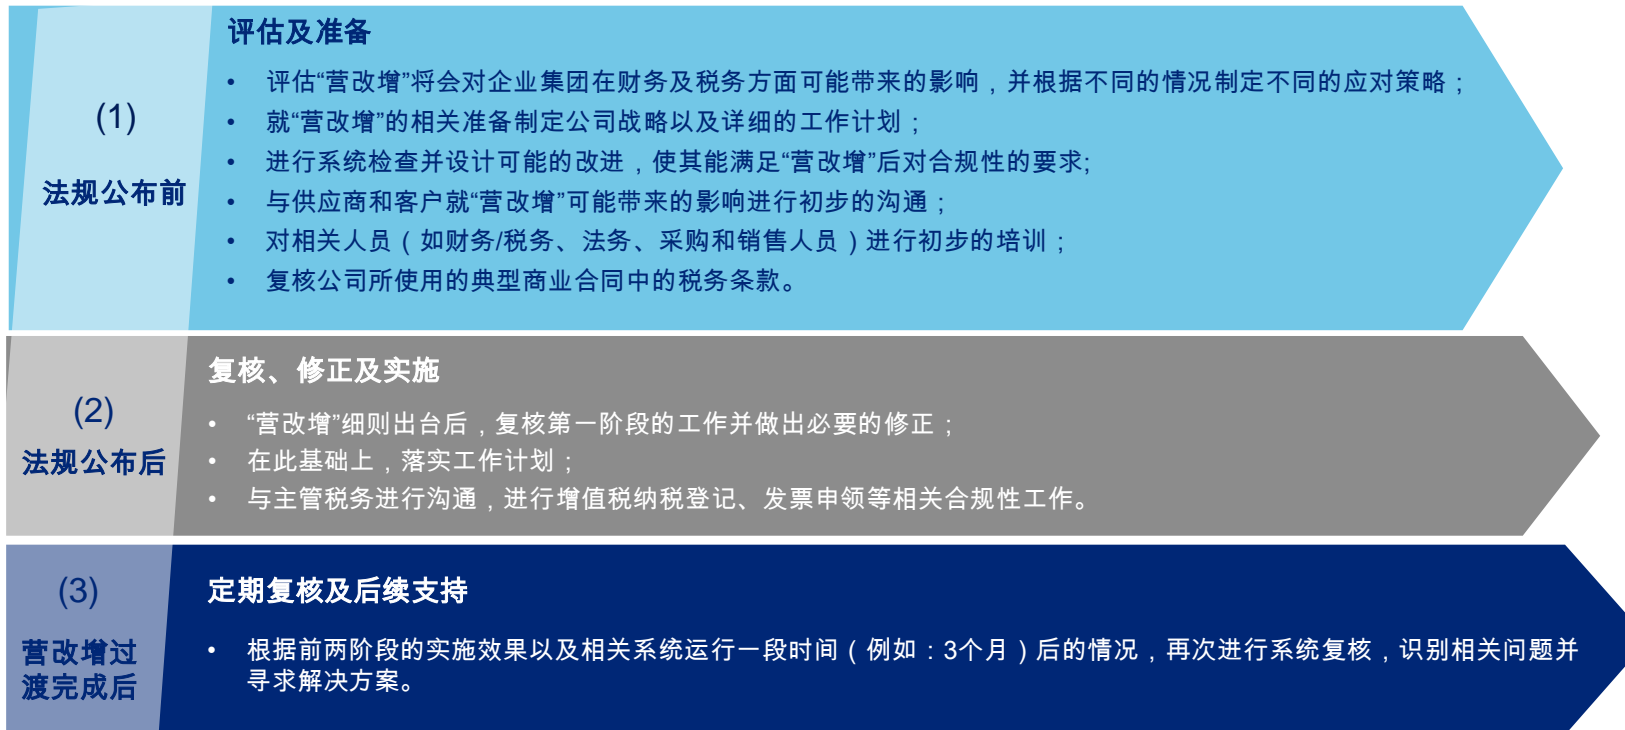 (1)
法规公布前
评估及准备
• 评估“营改增”将会对企业集团在财务及税务方面可能带来的影响，并根据不同的情况制定不同的应对策略；
• 就“营改增”的相关准备制定公司战略以及详细的工作计划；
• 进行系统检查并设计可能的改进，使其能满足“营改增”后对合规性的要求;
• 与供应商和客户就“营改增”可能带来的影响进行初步的沟通；
• 对相关人员（如财务/税务、法务、采购和销售人员）进行初步的培训；
• 复核公司所使用的典型商业合同中的税务条款。
(2)
法规公布后
复核、修正及实施
• “营改增”细则出台后，复核第一阶段的工作并做出必要的修正；
• 在此基础上，落实工作计划；
• 与主管税务进行沟通，进行增值税纳税登记、发票申领等相关合规性工作。
(3)
营改增过
渡完成后
定期复核及后续支持
• 根据前两阶段的实施效果以及相关系统运行一段时间（例如：3个月）后的情况，再次进行系统复核，识别相关问题并
寻求解决方案。